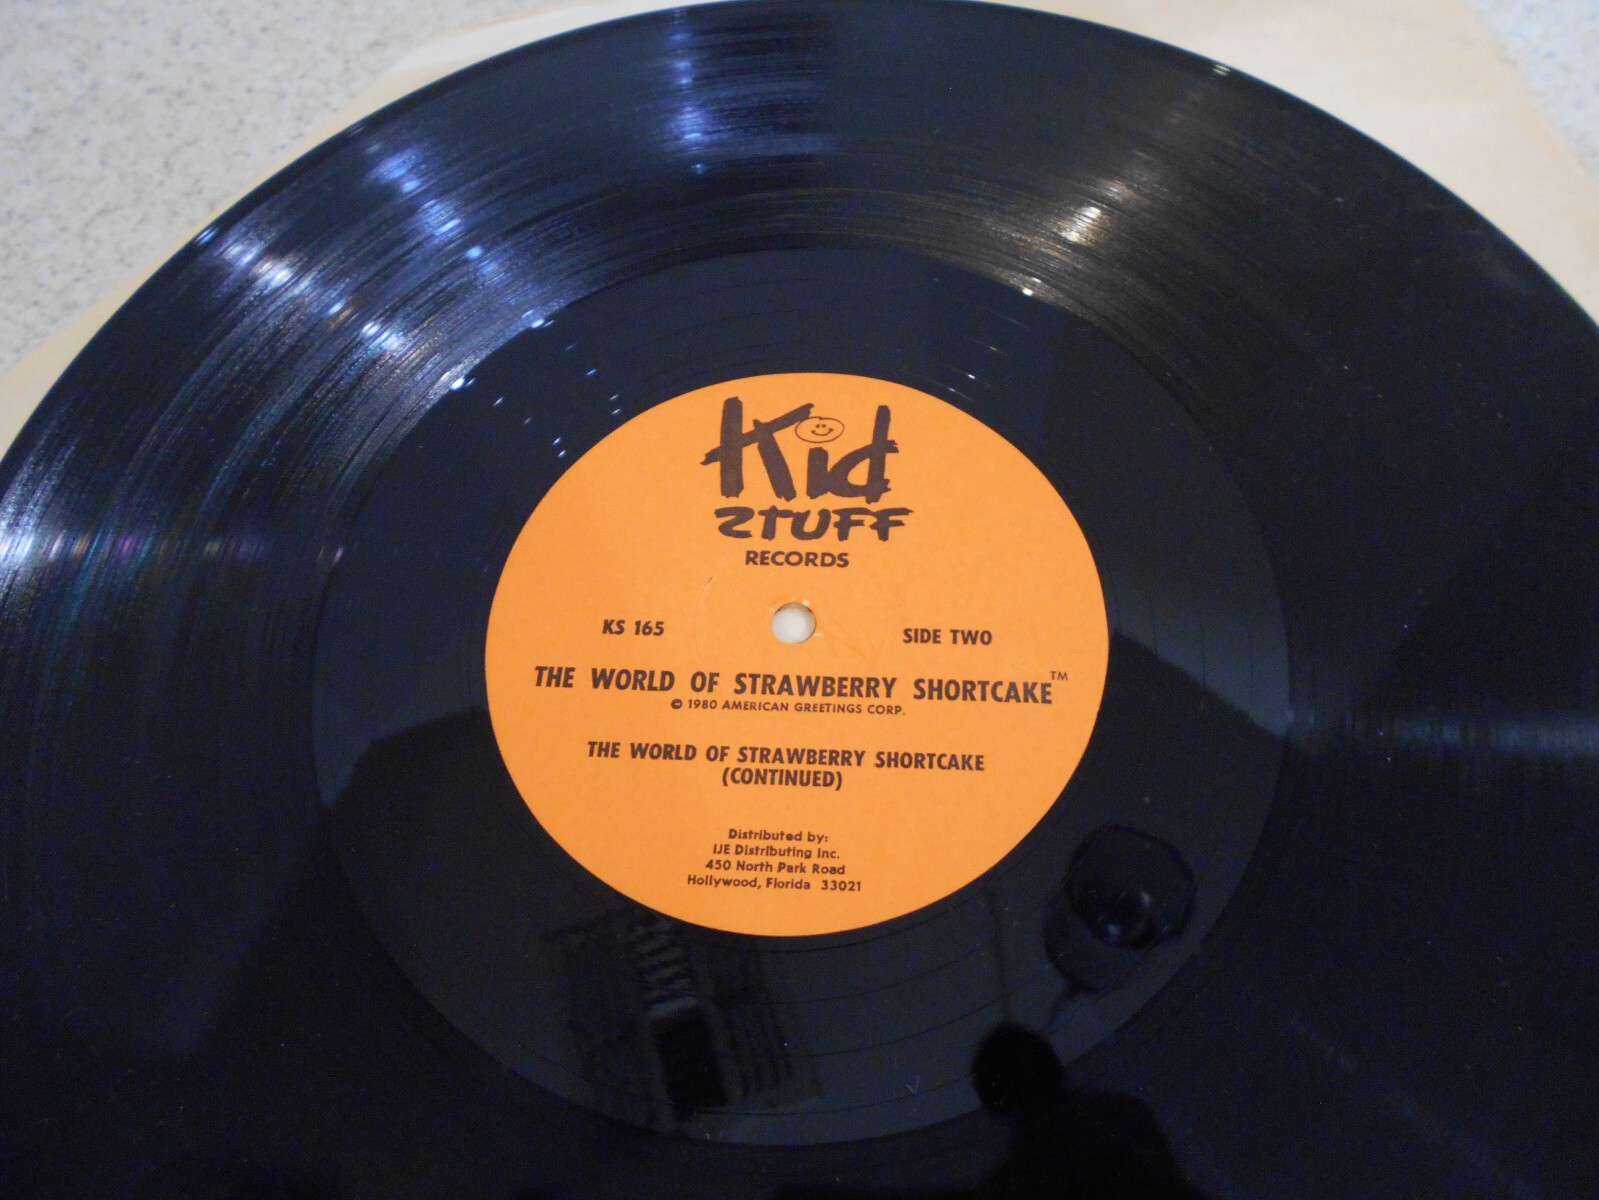 Kid
STUFF
RECORDS
KS 165
SIDE TWO
THE WORLD OF STRAWBERRY SHORTCAKE™
© 1980 AMERICAN GREETINGS CORP.
THE WORLD OF STRAWBERRY SHORTCAKE
(CONTINUED)
Distributed by:
IJE Distributing Inc.
450 North Park Road
Hollywood, Florida 33021